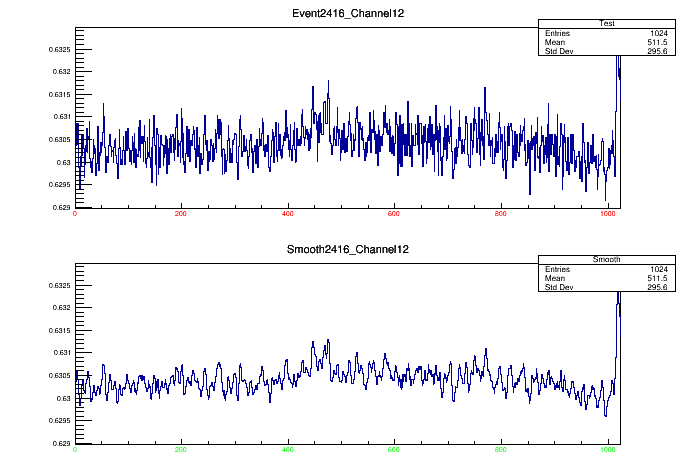 Event2416_Channel12
Test
Entries 1024
Mean 511.5
Std Dev 295.6
0.6325
0.632
0.6315
0.631
0.6305
0.63
0.6295
0.629
0 200 400 600 800 1000
Smooth2416_Channel12
Smooth
Entries 1024
Mean 511.5
Std Dev 295.6
0.6325
0.632
0.6315
0.631
0.6305
0.63
0.6295
0.629
0 200 400 600 800 1000